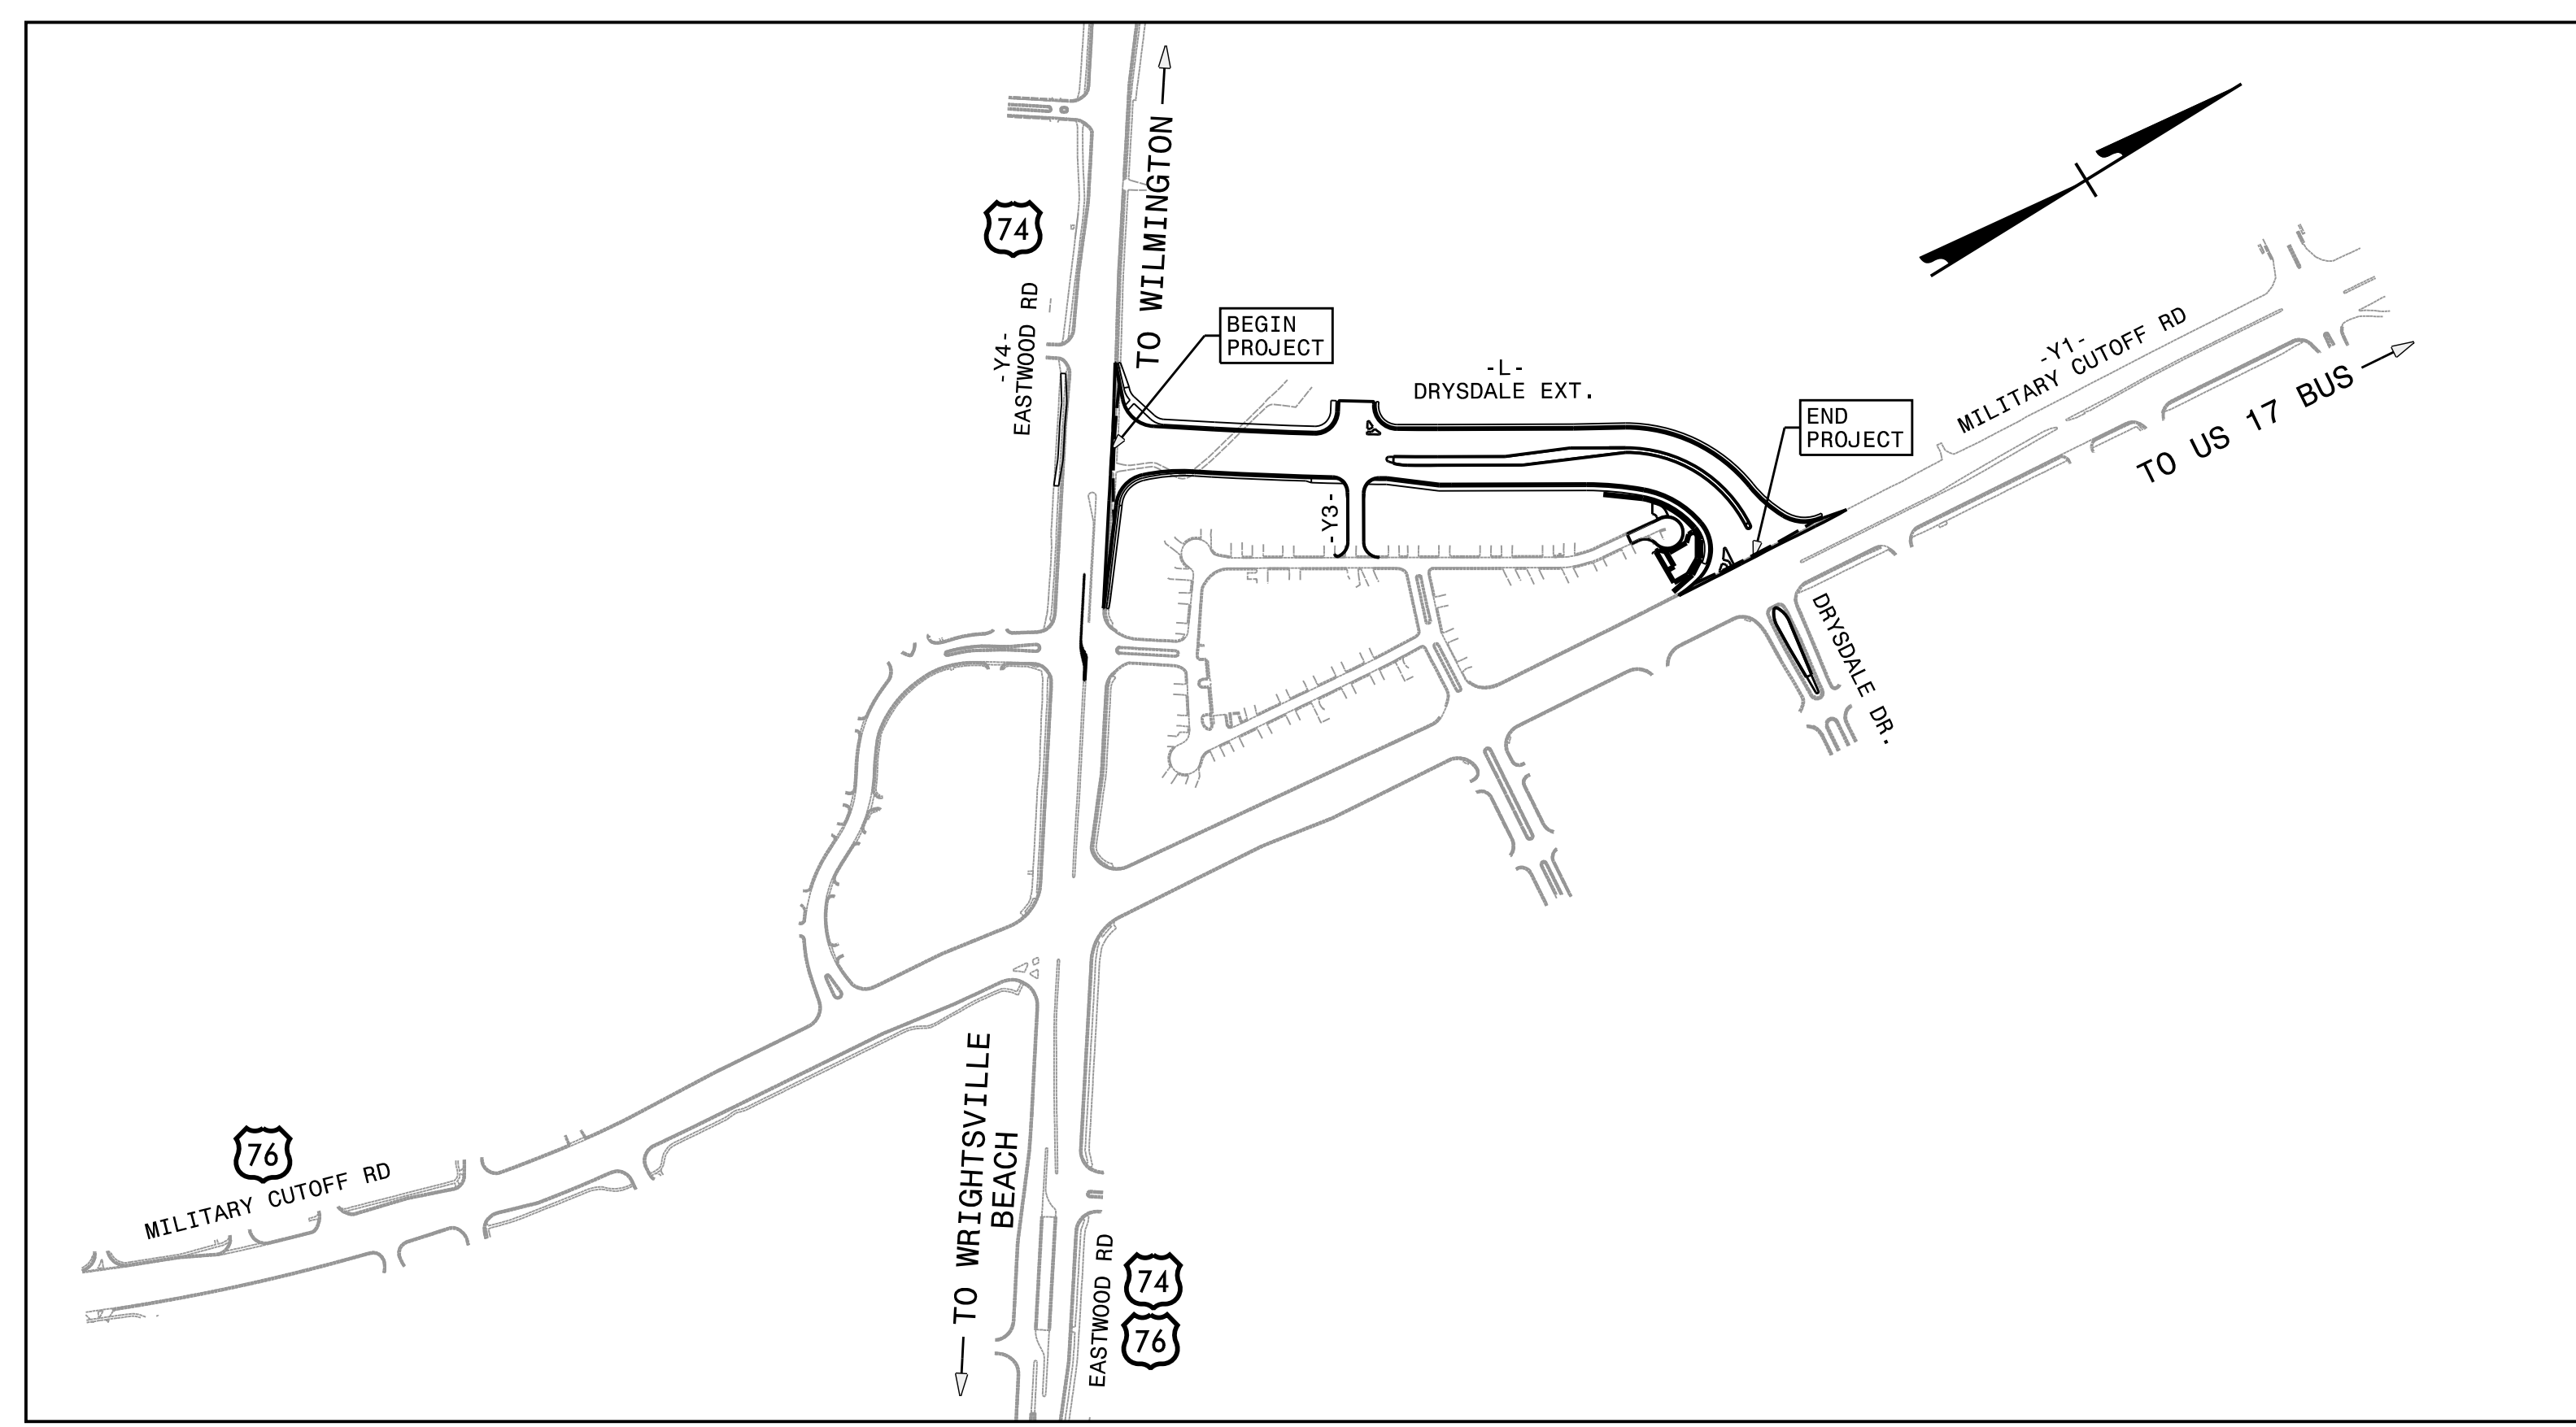 TO WILMINGTON
74
-Y4-
EASTWOOD RD
BEGIN
PROJECT
-L-
DRYSDALE EXT.
END
PROJECT
-Y1-
MILITARY CUTOFF RD
TO US 17 BUS
-Y3-
DRYSDALE DR.
76
MILITARY CUTOFF RD
TO WRIGHTSVILLE
BEACH
EASTWOOD RD
74
76